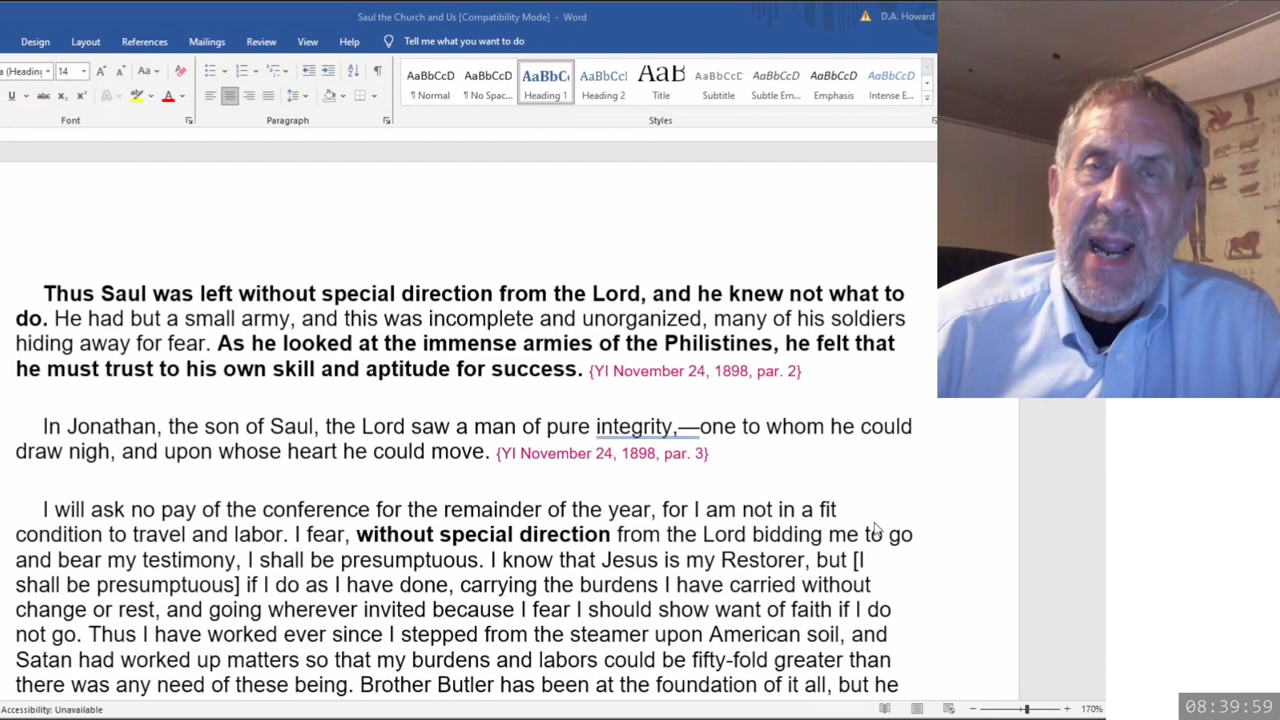 Saul the Church and Us [Compatibility Mode] - Word
D.A. Howard
Design Layout References Mailings Review View Help Tell me what you want to do
(Heading 14 Aa
AaBbCcD AaBbCcD AaBbC AaBbCcD AaB AaBbCcD AaBbCcD AaBbCcD AaBbCcD
¶ Normal ¶ No Spac... Heading 1 Heading 2 Title Subtitle Subtle Em... Emphasis Intense E...
Font Paragraph Styles
Thus Saul was left without special direction from the Lord, and he knew not what to
do. He had but a small army, and this was incomplete and unorganized, many of his soldiers
hiding away for fear. As he looked at the immense armies of the Philistines, he felt that
he must trust to his own skill and aptitude for success. {YI November 24, 1898, par. 2}
In Jonathan, the son of Saul, the Lord saw a man of pure integrity,—one to whom he could
draw nigh, and upon whose heart he could move. {YI November 24, 1898, par. 3}
I will ask no pay of the conference for the remainder of the year, for I am not in a fit
condition to travel and labor. I fear, without special direction from the Lord bidding me to go
and bear my testimony, I shall be presumptuous. I know that Jesus is my Restorer, but [I
shall be presumptuous] if I do as I have done, carrying the burdens I have carried without
change or rest, and going wherever invited because I fear I should show want of faith if I do
not go. Thus I have worked ever since I stepped from the steamer upon American soil, and
Satan had worked up matters so that my burdens and labors could be fifty-fold greater than
there was any need of these being. Brother Butler has been at the foundation of it all, but he
Accessibility: Unavailable
170%
08:39:59